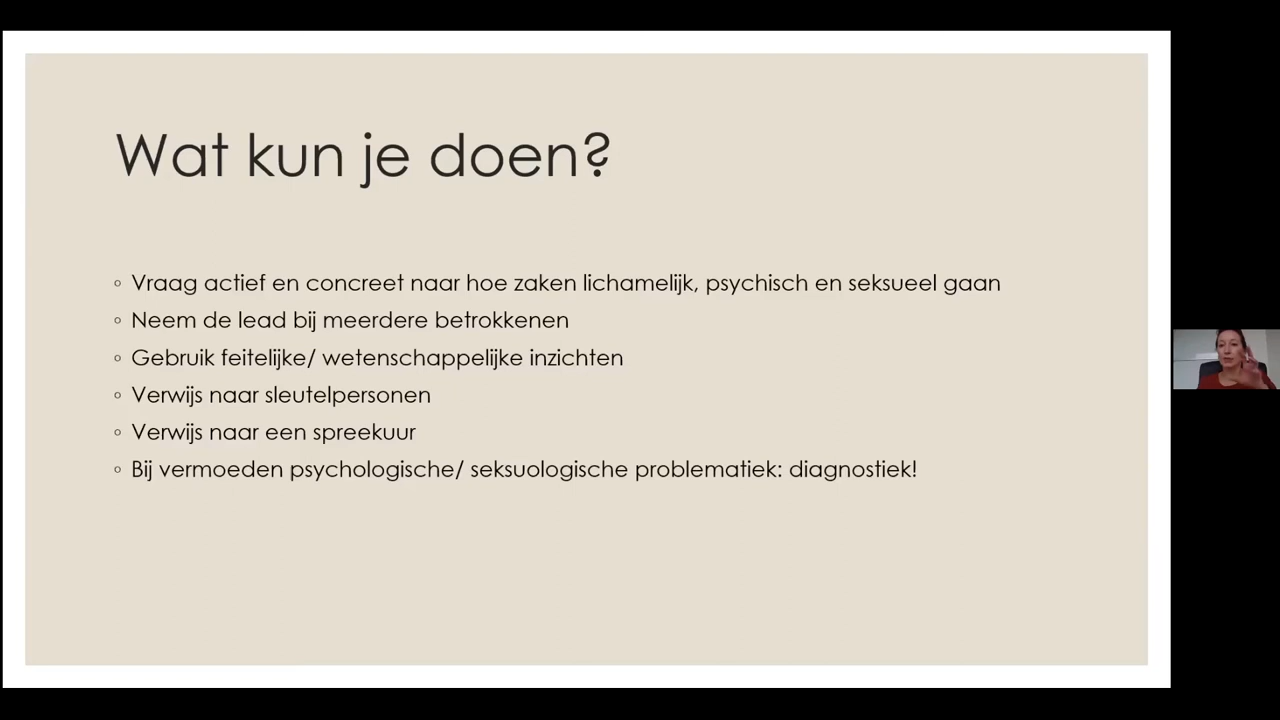 Wat kun je doen?
◦ Vraag actief en concreet naar hoe zaken lichamelijk, psychisch en seksueel gaan
◦ Neem de lead bij meerdere betrokkenen
◦ Gebruik feitelijke/ wetenschappelijke inzichten
◦ Verwijs naar sleutelpersonen
◦ Verwijs naar een spreekuur
◦ Bij vermoeden psychologische/ seksuologische problematiek: diagnostiek!